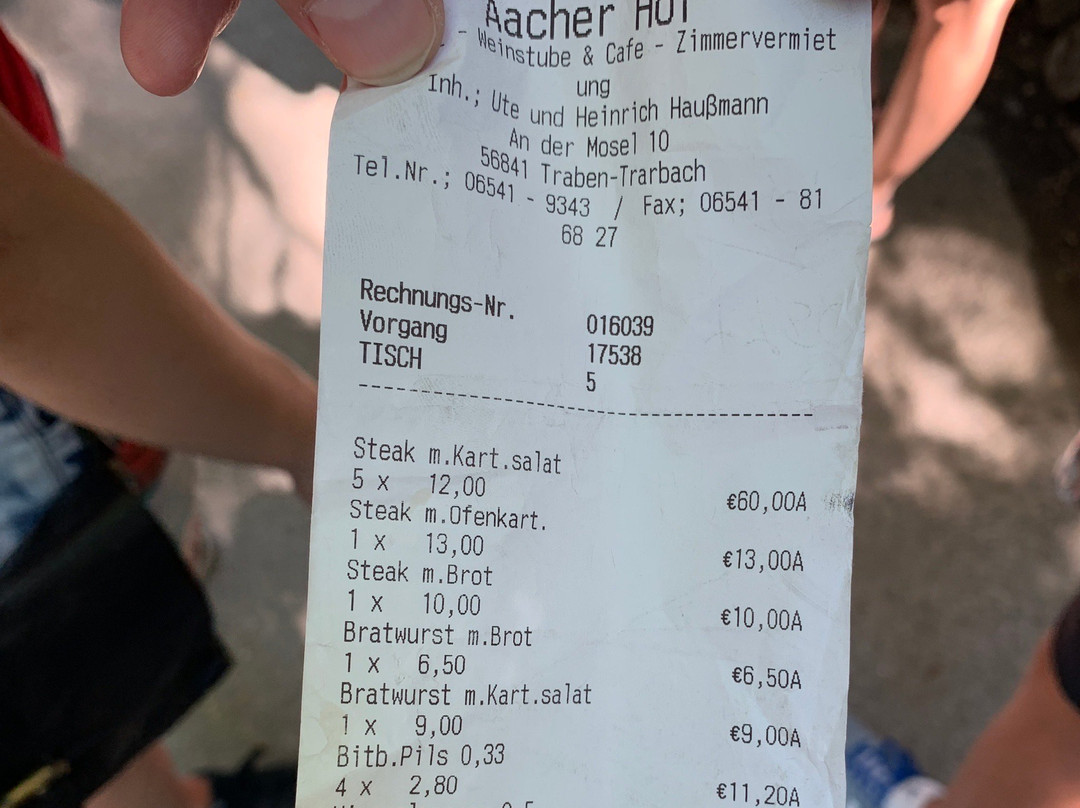 Aacher Hof
- Weinstube & Cafe - Zimmervermiet
ung
Inh.; Ute und Heinrich Haußmann
An der Mosel 10
56841 Traben-Trarbach
Tel.Nr.; 06541 - 9343 / Fax; 06541 - 81
68 27
Rechnungs-Nr. 016039
Vorgang 17538
TISCH 5
Steak m.Kart.salat
5 x 12,00 €60,00A
Steak m.Ofenkart.
1 x 13,00 €13,00A
Steak m.Brot
1 x 10,00 €10,00A
Bratwurst m.Brot
1 x 6,50 €6,50A
Bratwurst m.Kart.salat
1 x 9,00 €9,00A
Bitb.Pils 0,33
4 x 2,80 €11,20A